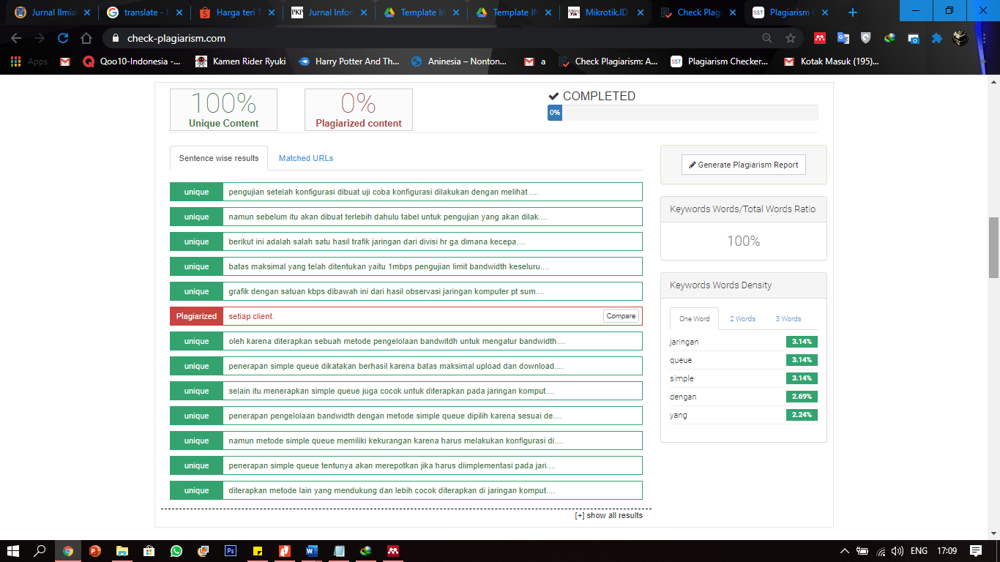 Jurnal Ilmia
translate - P
Harga teri T
PKP Jurnal Infor
Template In
Template IN
Mikrotik.ID
Check Plagi
SST Plagiarism C
check-plagiarism.com
Apps
Qoo10-Indonesia -...
Kamen Rider Ryuki
Harry Potter And Th...
Aninesia – Nonton...
a
Check Plagiarism: A...
SST Plagiarism Checker...
Kotak Masuk (195)...
100%
Unique Content
0%
Plagiarized content
COMPLETED
0%
Sentence wise results
Matched URLs
unique pengujian setelah konfigurasi dibuat uji coba konfigurasi dilakukan dengan melihat ....
unique namun sebelum itu akan dibuat terlebih dahulu tabel untuk pengujian yang akan dilak....
unique berikut ini adalah salah satu hasil trafik jaringan dari divisi hr ga dimana kecepa....
unique batas maksimal yang telah ditentukan yaitu 1mbps pengujian limit bandwidth keseluru....
unique grafik dengan satuan kbps dibawah ini dari hasil observasi jaringan komputer pt sum....
Plagiarized setiap client. Compare
unique oleh karena diterapkan sebuah metode pengelolaan bandwitdh untuk mengatur bandwidth....
unique penerapan simple queue dikatakan berhasil karena batas maksimal upload dan download....
unique selain itu menerapkan simple queue juga cocok untuk diterapkan pada jaringan komput....
unique penerapan pengelolaan bandwidth dengan metode simple queue dipilih karena sesuai de....
unique namun metode simple queue memiliki kekurangan karena harus melakukan konfigurasi di....
unique penerapan simple queue tentunya akan merepotkan jika harus diimplementasi pada jari....
unique diterapkan metode lain yang mendukung dan lebih cocok diterapkan di jaringan komput....
[+] show all results
Generate Plagiarism Report
Keywords Words/Total Words Ratio
100%
Keywords Words Density
One Word
2 Words
3 Words
jaringan 3.14%
queue 3.14%
simple 3.14%
dengan 2.69%
yang 2.24%
ENG
17:09